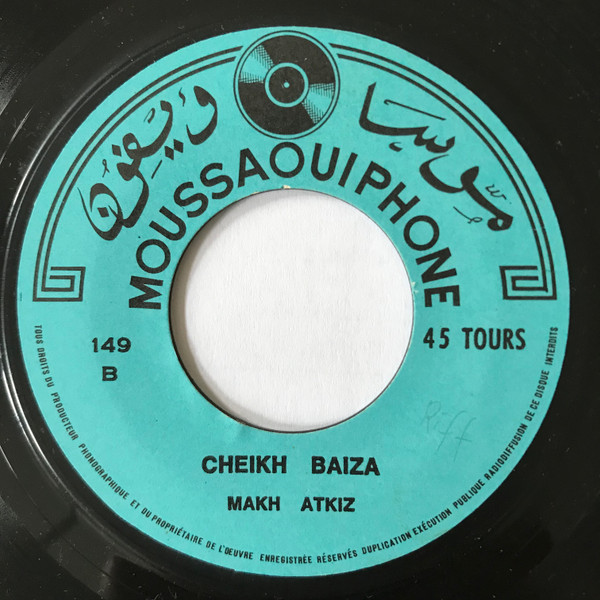 موسا ويفون
MOUSSAOUIPHONE
149
B
45 TOURS
Riff
CHEIKH BAIZA
MAKH ATKIZ
TOUS DROITS DU PRODUCTEUR PHONOGRAPHIQUE ET DU PROPRIÉTAIRE DE L'ŒUVRE ENREGISTRÉE RÉSERVÉS DUPLICATION EXÉCUTION PUBLIQUE RADIODIFFUSION DE CE DISQUE INTERDITS